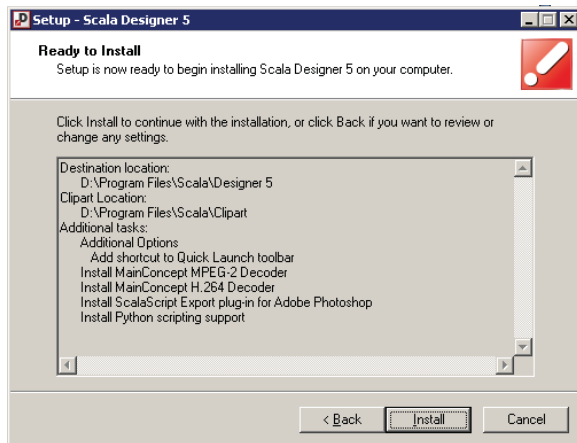 Setup - Scala Designer 5
Ready to Install
Setup is now ready to begin installing Scala Designer 5 on your computer.
Click Install to continue with the installation, or click Back if you want to review or
change any settings.
Destination location:
D:\Program Files\Scala\Designer 5
Clipart Location:
D:\Program Files\Scala\Clipart
Additional tasks:
Additional Options
Add shortcut to Quick Launch toolbar
Install MainConcept MPEG-2 Decoder
Install MainConcept H.264 Decoder
Install ScalaScript Export plug-in for Adobe Photoshop
Install Python scripting support
< Back Install Cancel